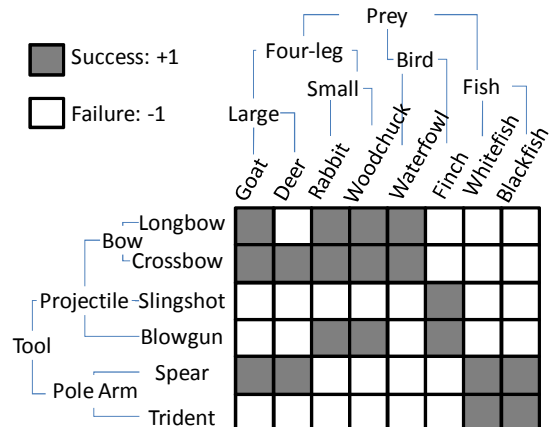 Prey
Success: +1
Four-leg
Bird
Small
Fish
Failure: -1
Large
Goat
Deer
Rabbit
Woodchuck
Waterfowl
Finch
Whitefish
Blackfish
Longbow
Bow
Crossbow
Projectile
Slingshot
Blowgun
Tool
Spear
Pole Arm
Trident